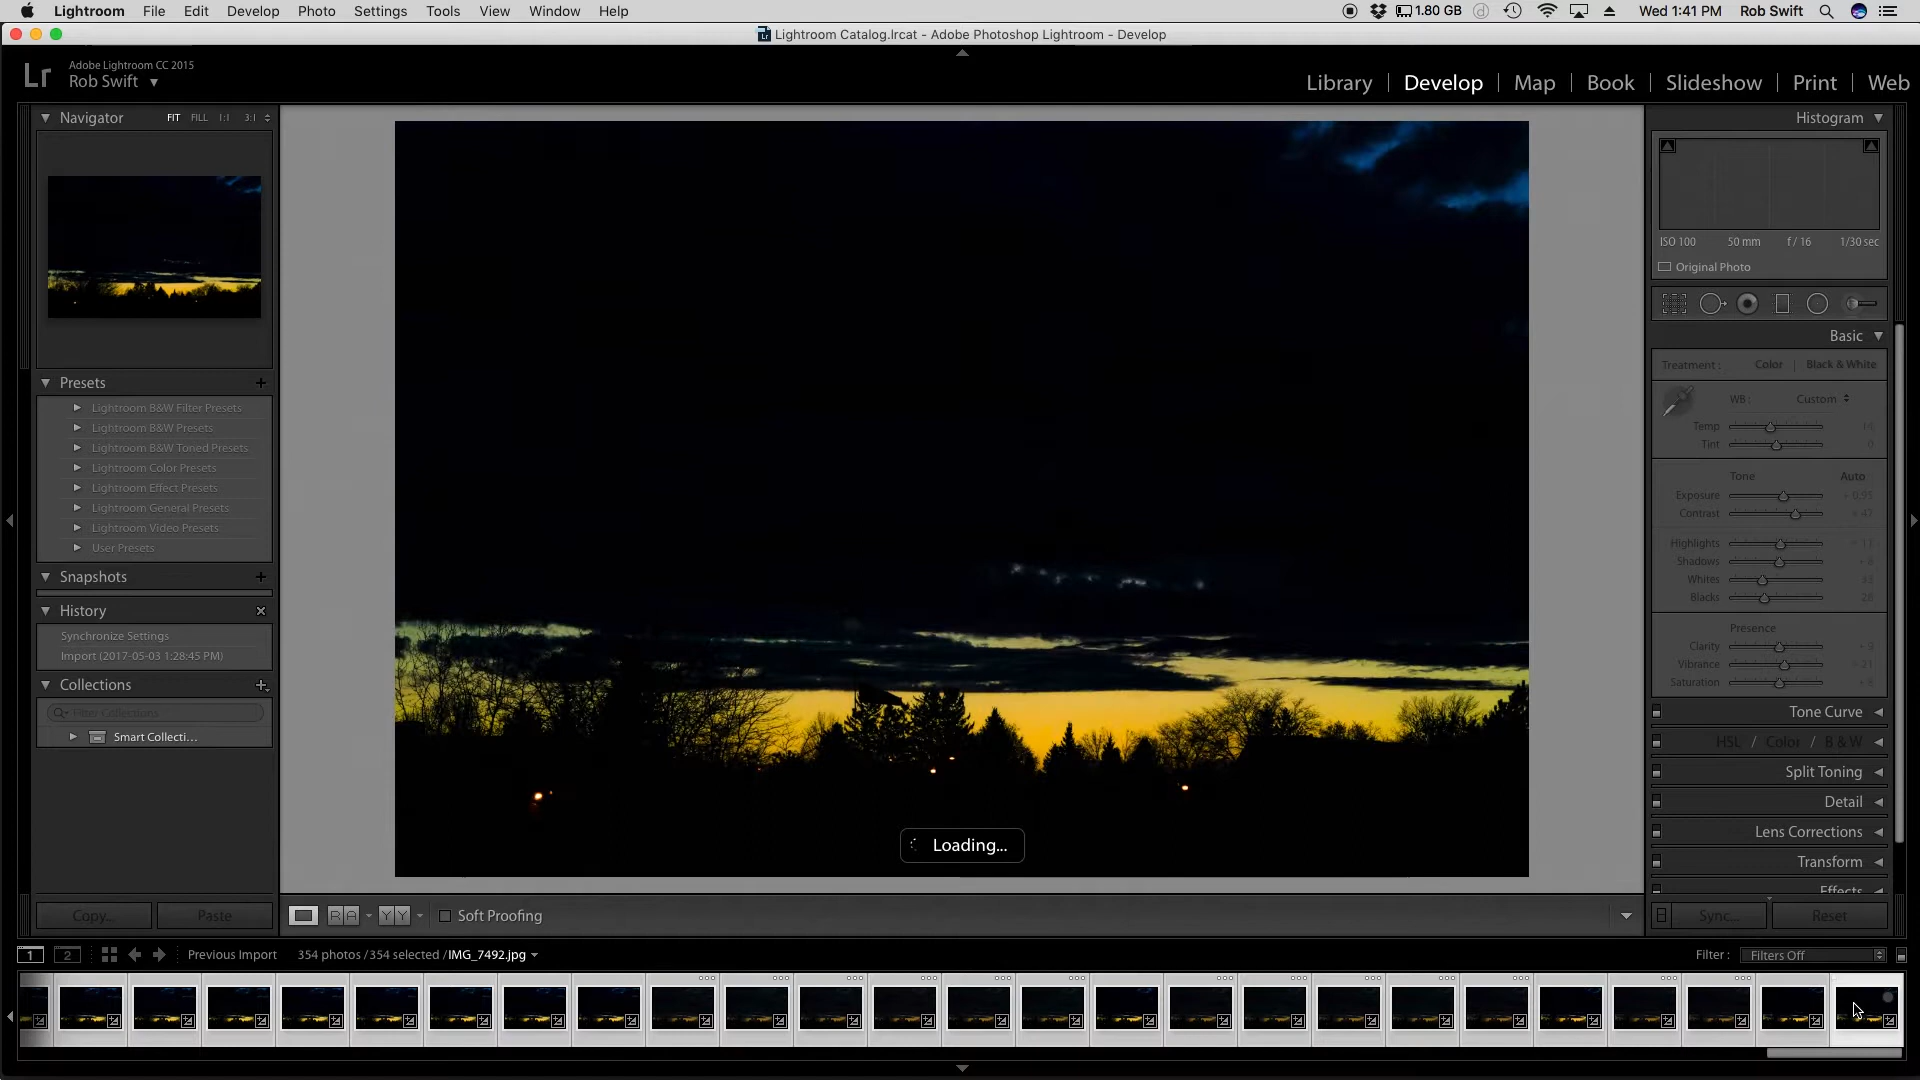 Lightroom File Edit Develop Photo Settings Tools View Window Help 1.80 GB Wed 1:41 PM Rob Swift
Lightroom Catalog.lrcat - Adobe Photoshop Lightroom - Develop
Lr Adobe Lightroom CC 2015
Rob Swift
Library | Develop | Map | Book | Slideshow | Print | Web
Navigator FIT FILL 1:1 3:1
Presets
Lightroom B&W Filter Presets
Lightroom B&W Presets
Lightroom B&W Toned Presets
Lightroom Color Presets
Lightroom Effect Presets
Lightroom General Presets
Lightroom Video Presets
User Presets
Snapshots
History
Synchronize Settings
Import (2017-05-03 1:28:45 PM)
Collections
Filter Collections
Smart Collecti...
Copy... Paste
Loading...
R A Y Y Soft Proofing
Histogram
ISO 100 50 mm f / 16 1/30 sec
Original Photo
Basic
Treatment : Color | Black & White
WB : Custom
Temp 14
Tint 0
Tone Auto
Exposure + 0.95
Contrast
Highlights
Shadows
Whites
Blacks
Presence
Clarity
Vibrance
Saturation
Tone Curve
HSL / Color / B & W
Split Toning
Detail
Lens Corrections
Transform
Effects
Sync... Reset
1 2 Previous Import 354 photos / 354 selected / IMG_7492.jpg
Filter : Filters Off